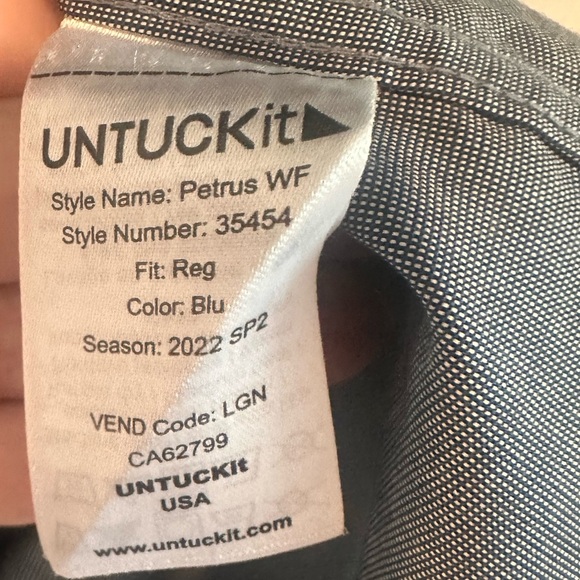 UNTUCKit
Style Name: Petrus WF
Style Number: 35454
Fit: Reg
Color: Blu
Season: 2022 SP2
VEND Code: LGN
CA62799
UNTUCKit
USA
www.untuckit.com